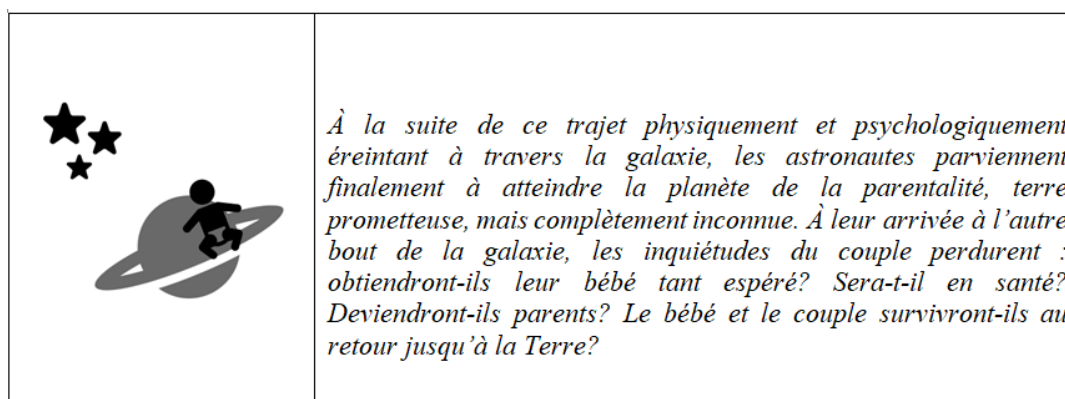 À la suite de ce trajet physiquement et psychologiquement
éreintant à travers la galaxie, les astronautes parviennent
finalement à atteindre la planète de la parentalité, terre
prometteuse, mais complètement inconnue. À leur arrivée à l’autre
bout de la galaxie, les inquiétudes du couple perdurent :
obtiendront-ils leur bébé tant espéré? Sera-t-il en santé?
Deviendront-ils parents? Le bébé et le couple survivront-ils au
retour jusqu’à la Terre?